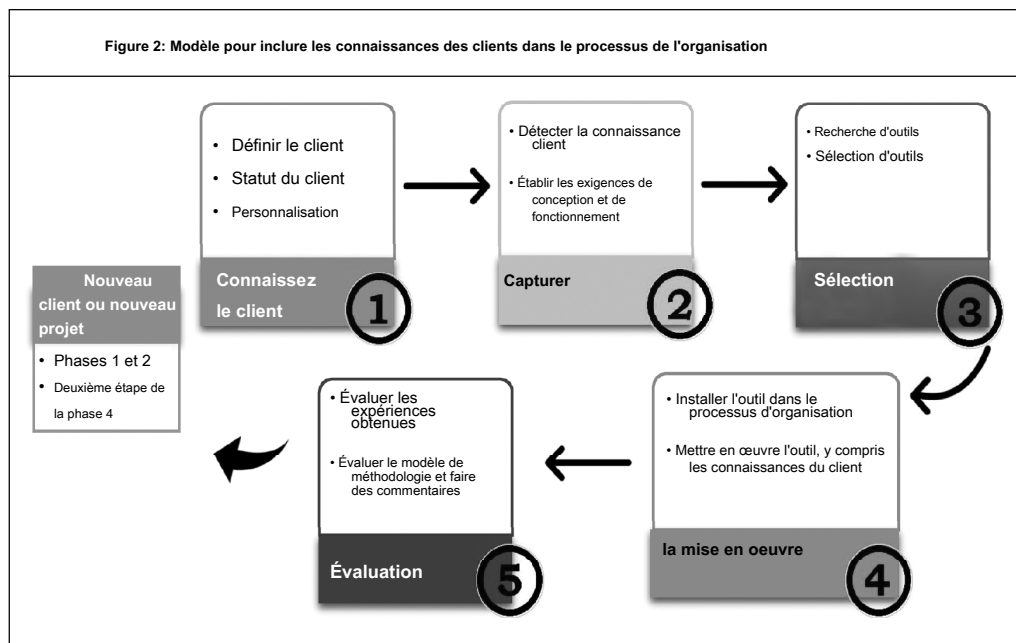 Figure 2: Modèle pour inclure les connaissances des clients dans le processus de l'organisation
• Définir le client
• Statut du client
• Personnalisation
Connaissez
le client
1
• Détecter la connaissance
client
• Établir les exigences de
conception et de
fonctionnement
Capturer
2
• Recherche d'outils
• Sélection d'outils
Sélection
3
• Installer l'outil dans le
processus d'organisation
• Mettre en œuvre l'outil, y compris
les connaissances du client
la mise en oeuvre
4
• Évaluer les
expériences
obtenues
• Évaluer le modèle de
méthodologie et faire
des commentaires
Évaluation
5
Nouveau
client ou nouveau
projet
• Phases 1 et 2
• Deuxième étape de
la phase 4